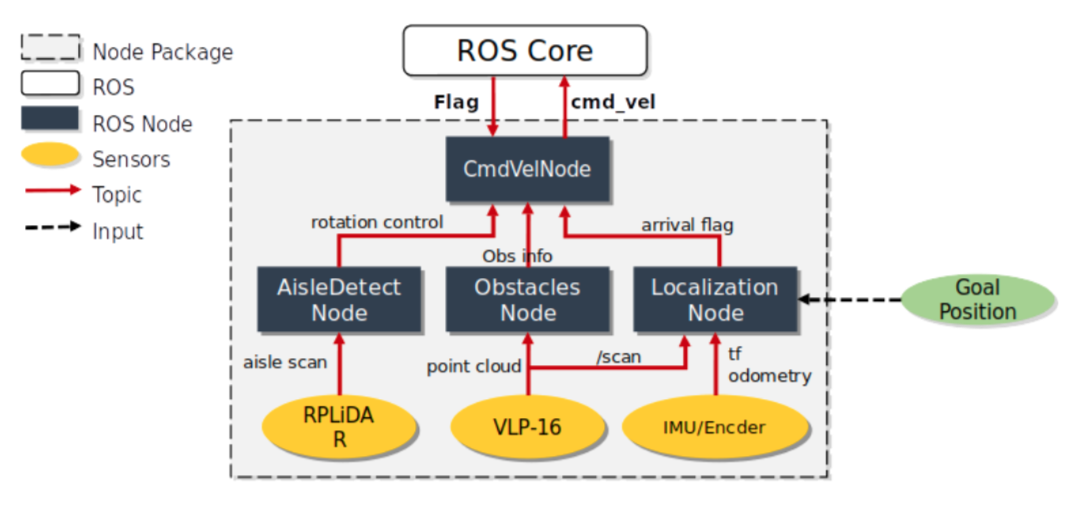 Node Package
ROS
ROS Node
Sensors
Topic
Input
ROS Core
Flag
cmd_vel
CmdVelNode
rotation control
Obs info
arrival flag
AisleDetect
Node
Obstacles
Node
Localization
Node
Goal
Position
aisle scan
point cloud
/scan
tf
odometry
RPLiDA
R
VLP-16
IMU/Encder